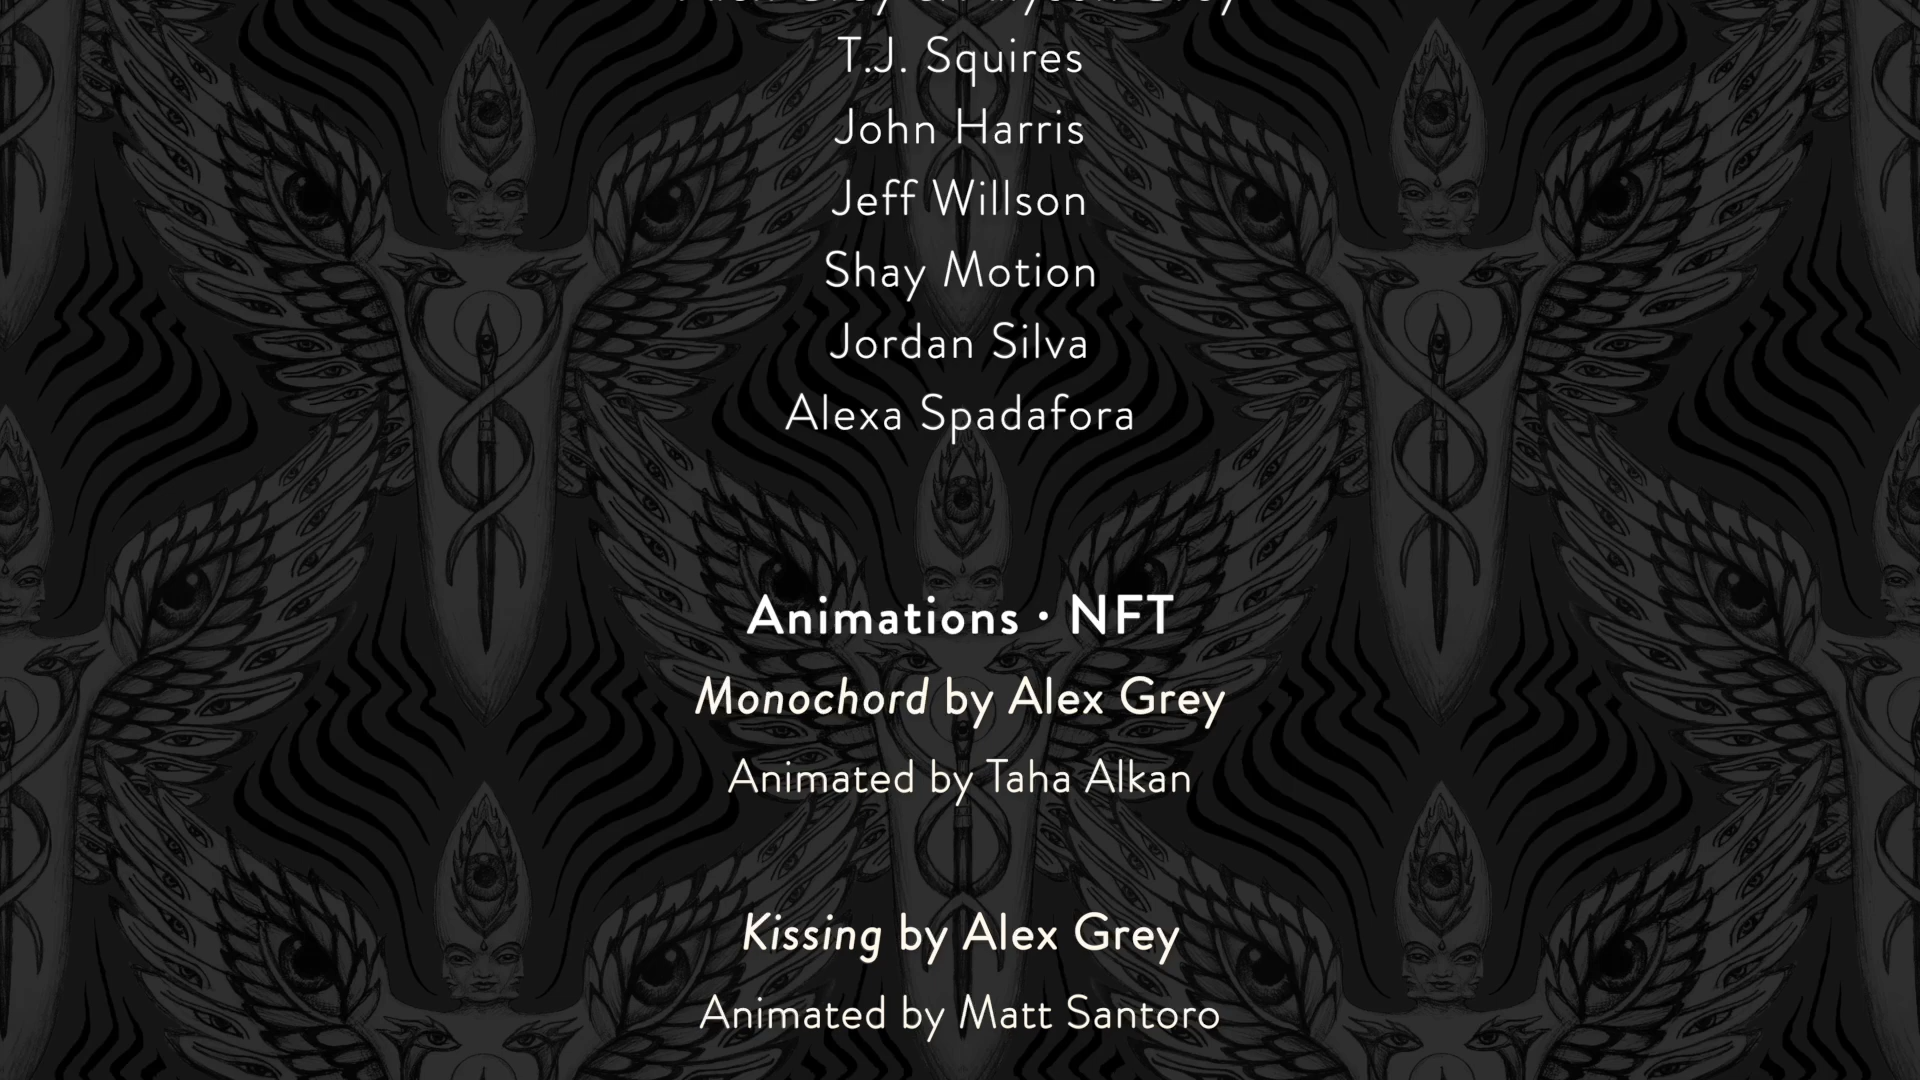 T.J. Squires
John Harris
Jeff Willson
Shay Motion
Jordan Silva
Alexa Spadafora
Animations · NFT
Monochord by Alex Grey
Animated by Taha Alkan
Kissing by Alex Grey
Animated by Matt Santoro